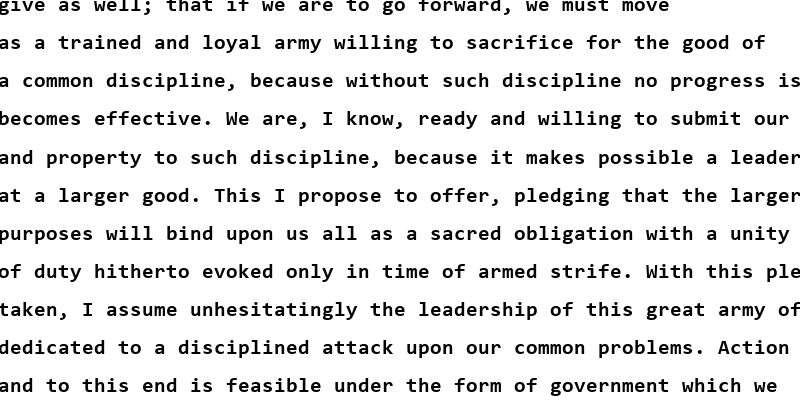 give as well; that if we are to go forward, we must move
as a trained and loyal army willing to sacrifice for the good of
a common discipline, because without such discipline no progress is
becomes effective. We are, I know, ready and willing to submit our
and property to such discipline, because it makes possible a leader
at a larger good. This I propose to offer, pledging that the larger
purposes will bind upon us all as a sacred obligation with a unity
of duty hitherto evoked only in time of armed strife. With this ple
taken, I assume unhesitatingly the leadership of this great army of
dedicated to a disciplined attack upon our common problems. Action
and to this end is feasible under the form of government which we